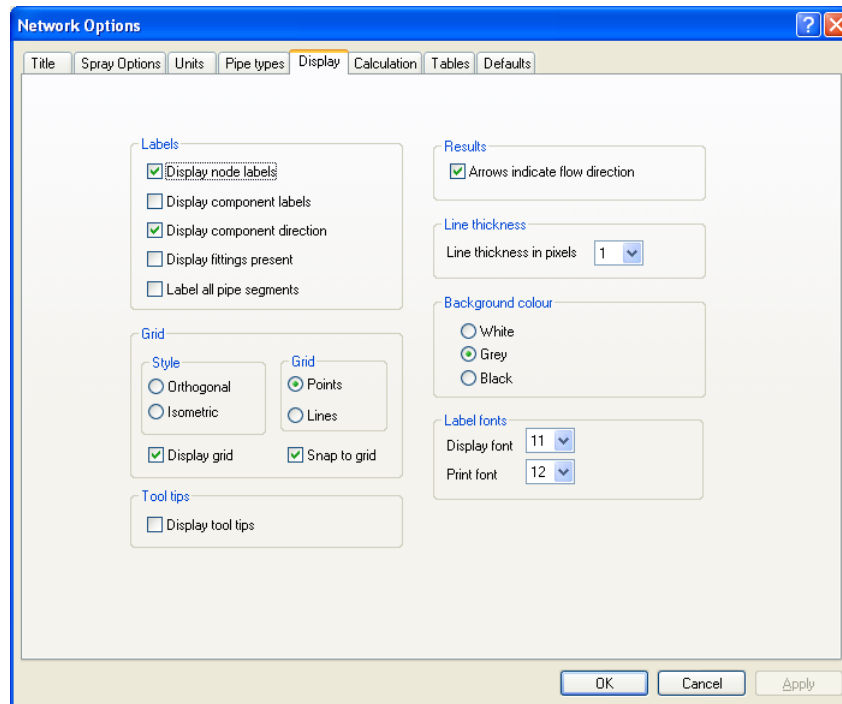 Network Options
Title Spray Options Units Pipe types Display Calculation Tables Defaults
Labels
Display node labels
Display component labels
Display component direction
Display fittings present
Label all pipe segments
Grid
Style
Orthogonal
Isometric
Grid
Points
Lines
Display grid
Snap to grid
Tool tips
Display tool tips
Results
Arrows indicate flow direction
Line thickness
Line thickness in pixels 1
Background colour
White
Grey
Black
Label fonts
Display font 11
Print font 12
OK Cancel Apply